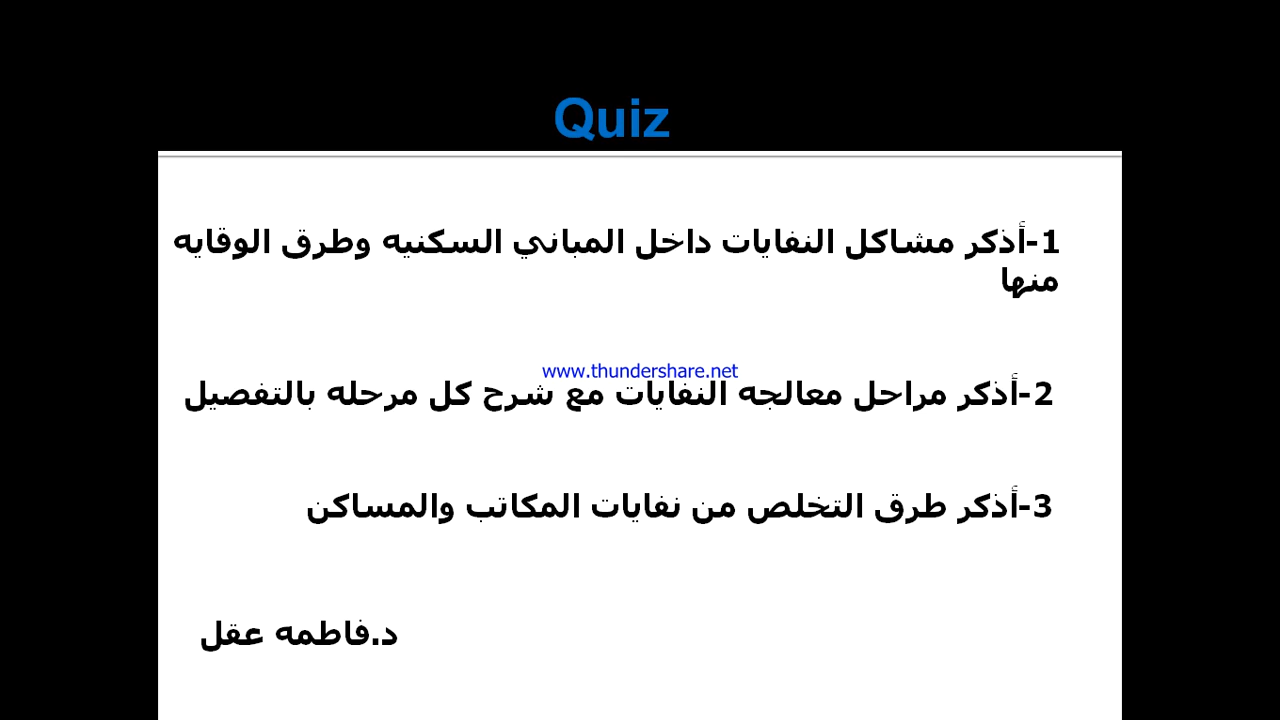 Quiz
1-أذكر مشاكل النفايات داخل المباني السكنيه وطرق الوقايه
منها
www.thundershare.net
2-أذكر مراحل معالجه النفايات مع شرح كل مرحله بالتفصيل
3-أذكر طرق التخلص من نفايات المكاتب والمساكن
د.فاطمه عقل